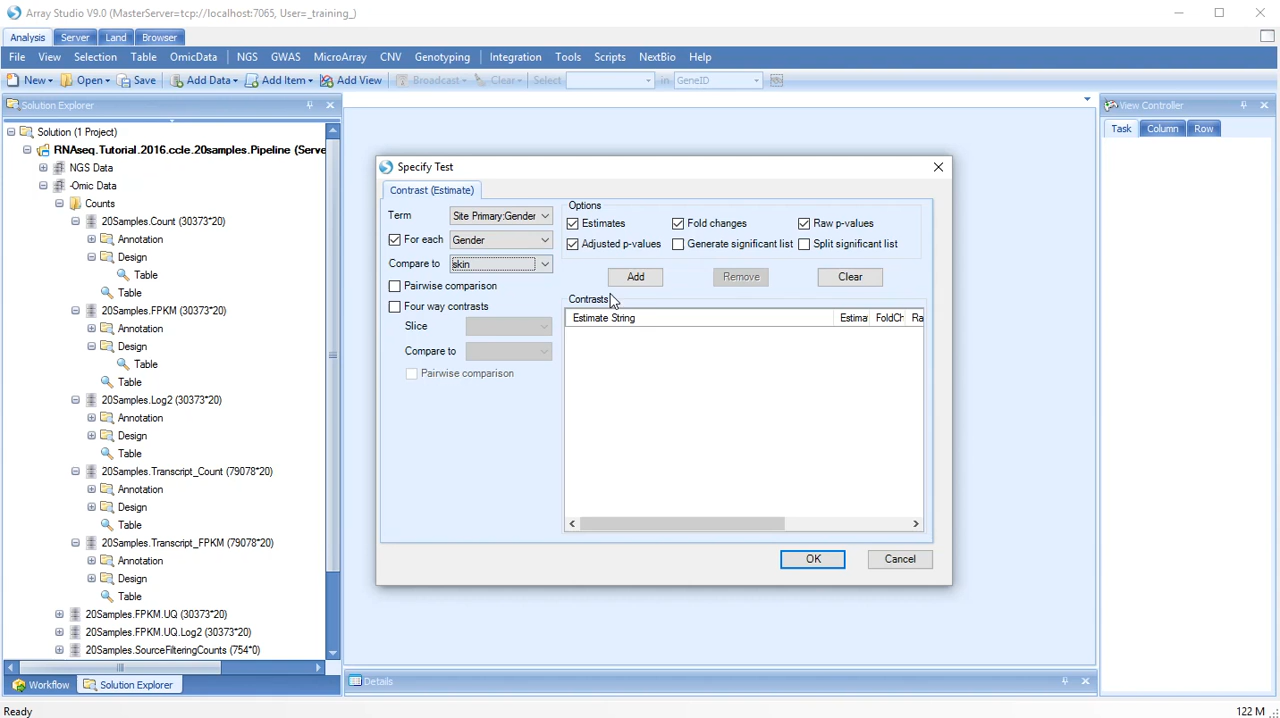 Array Studio V9.0 (MasterServer=tcp://localhost:7065, User=_training_)
Analysis Server Land Browser
File View Selection Table OmicData NGS GWAS MicroArray CNV Genotyping Integration Tools Scripts NextBio Help
New Open Save Add Data Add Item Add View Broadcast Clear Select in GeneID
Solution Explorer
Solution (1 Project)
RNAseq.Tutorial.2016.ccle.20samples.Pipeline (Serve
NGS Data
-Omic Data
Counts
20Samples.Count (30373*20)
Annotation
Design
Table
Table
20Samples.FPKM (30373*20)
Annotation
Design
Table
Table
20Samples.Log2 (30373*20)
Annotation
Design
Table
20Samples.Transcript_Count (79078*20)
Annotation
Design
Table
20Samples.Transcript_FPKM (79078*20)
Annotation
Design
Table
20Samples.FPKM.UQ (30373*20)
20Samples.FPKM.UQ.Log2 (30373*20)
20Samples.SourceFilteringCounts (754*0)
Workflow Solution Explorer
Specify Test
Contrast (Estimate)
Term Site Primary:Gender
For each Gender
Compare to skin
Pairwise comparison
Four way contrasts
Slice
Compare to
Pairwise comparison
Options
Estimates Fold changes Raw p-values
Adjusted p-values Generate significant list Split significant list
Add Remove Clear
Contrasts
Estimate String Estimat FoldCh Ra
OK Cancel
View Controller
Task Column Row
Details
Ready 122 M